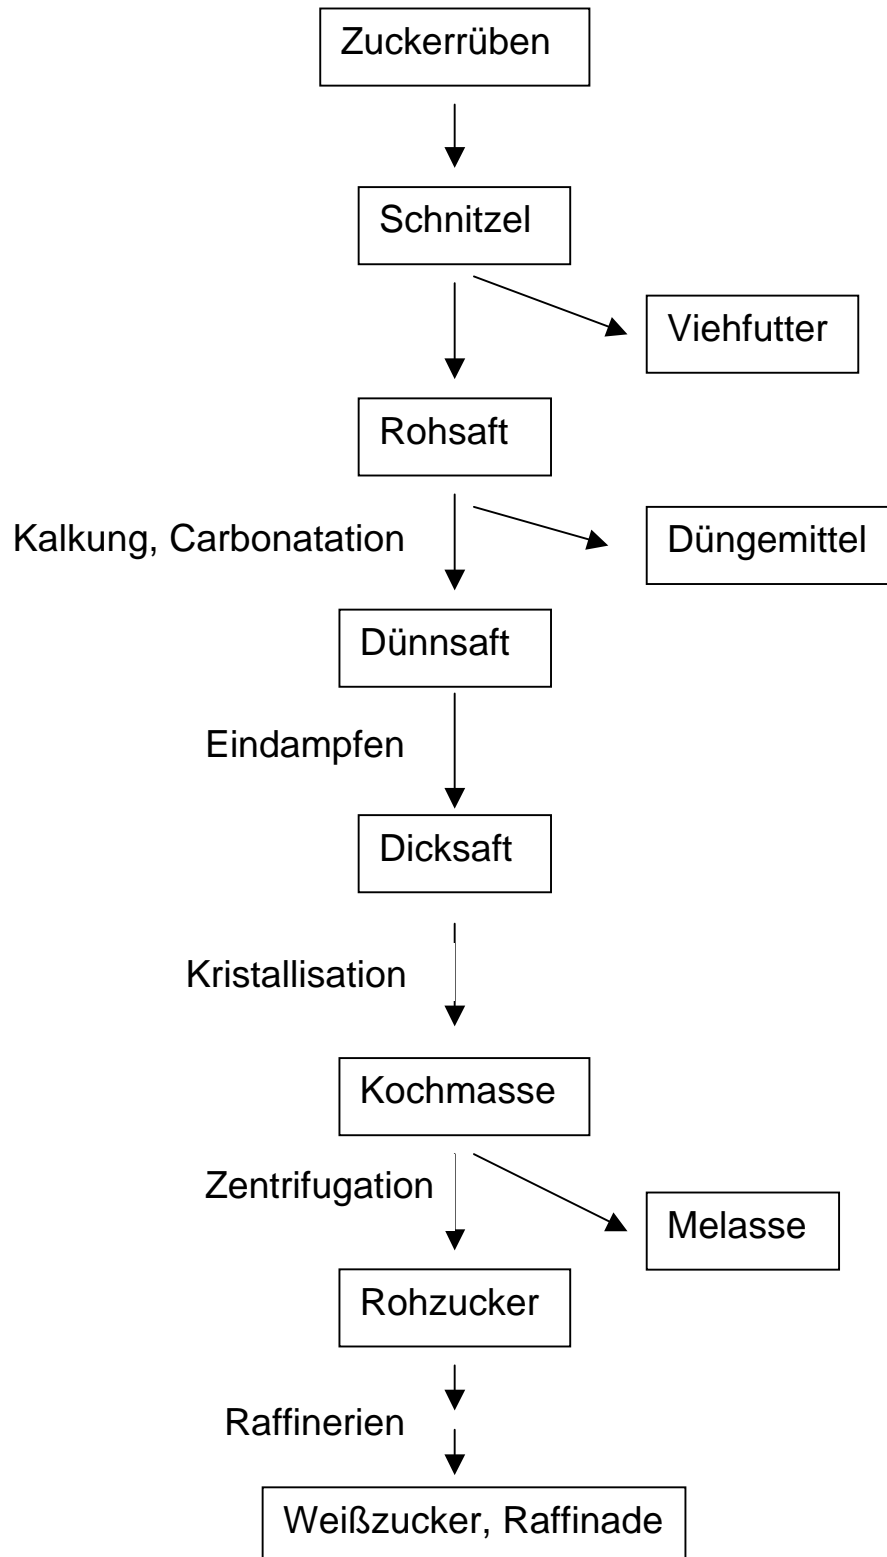 Zuckerrüben
Schnitzel
Viehfutter
Rohsaft
Kalkung, Carbonatation
Düngemittel
Dünnsaft
Eindampfen
Dicksaft
Kristallisation
Kochmasse
Zentrifugation
Melasse
Rohzucker
Raffinerien
Weißzucker, Raffinade